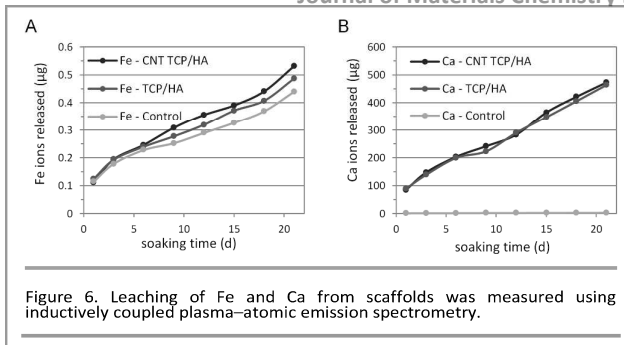 Journal of Materials Chemistry
A
B
0.6
0.5
0.4
0.3
0.2
0.1
0
Fe ions released (µg)
Fe - CNT TCP/HA
Fe - TCP/HA
Fe - Control
0 5 10 15 20
soaking time (d)
600
500
400
300
200
100
0
Ca ions released (µg)
Ca - CNT TCP/HA
Ca - TCP/HA
Ca - Control
0 5 10 15 20
soaking time (d)
Figure 6. Leaching of Fe and Ca from scaffolds was measured using
inductively coupled plasma–atomic emission spectrometry.